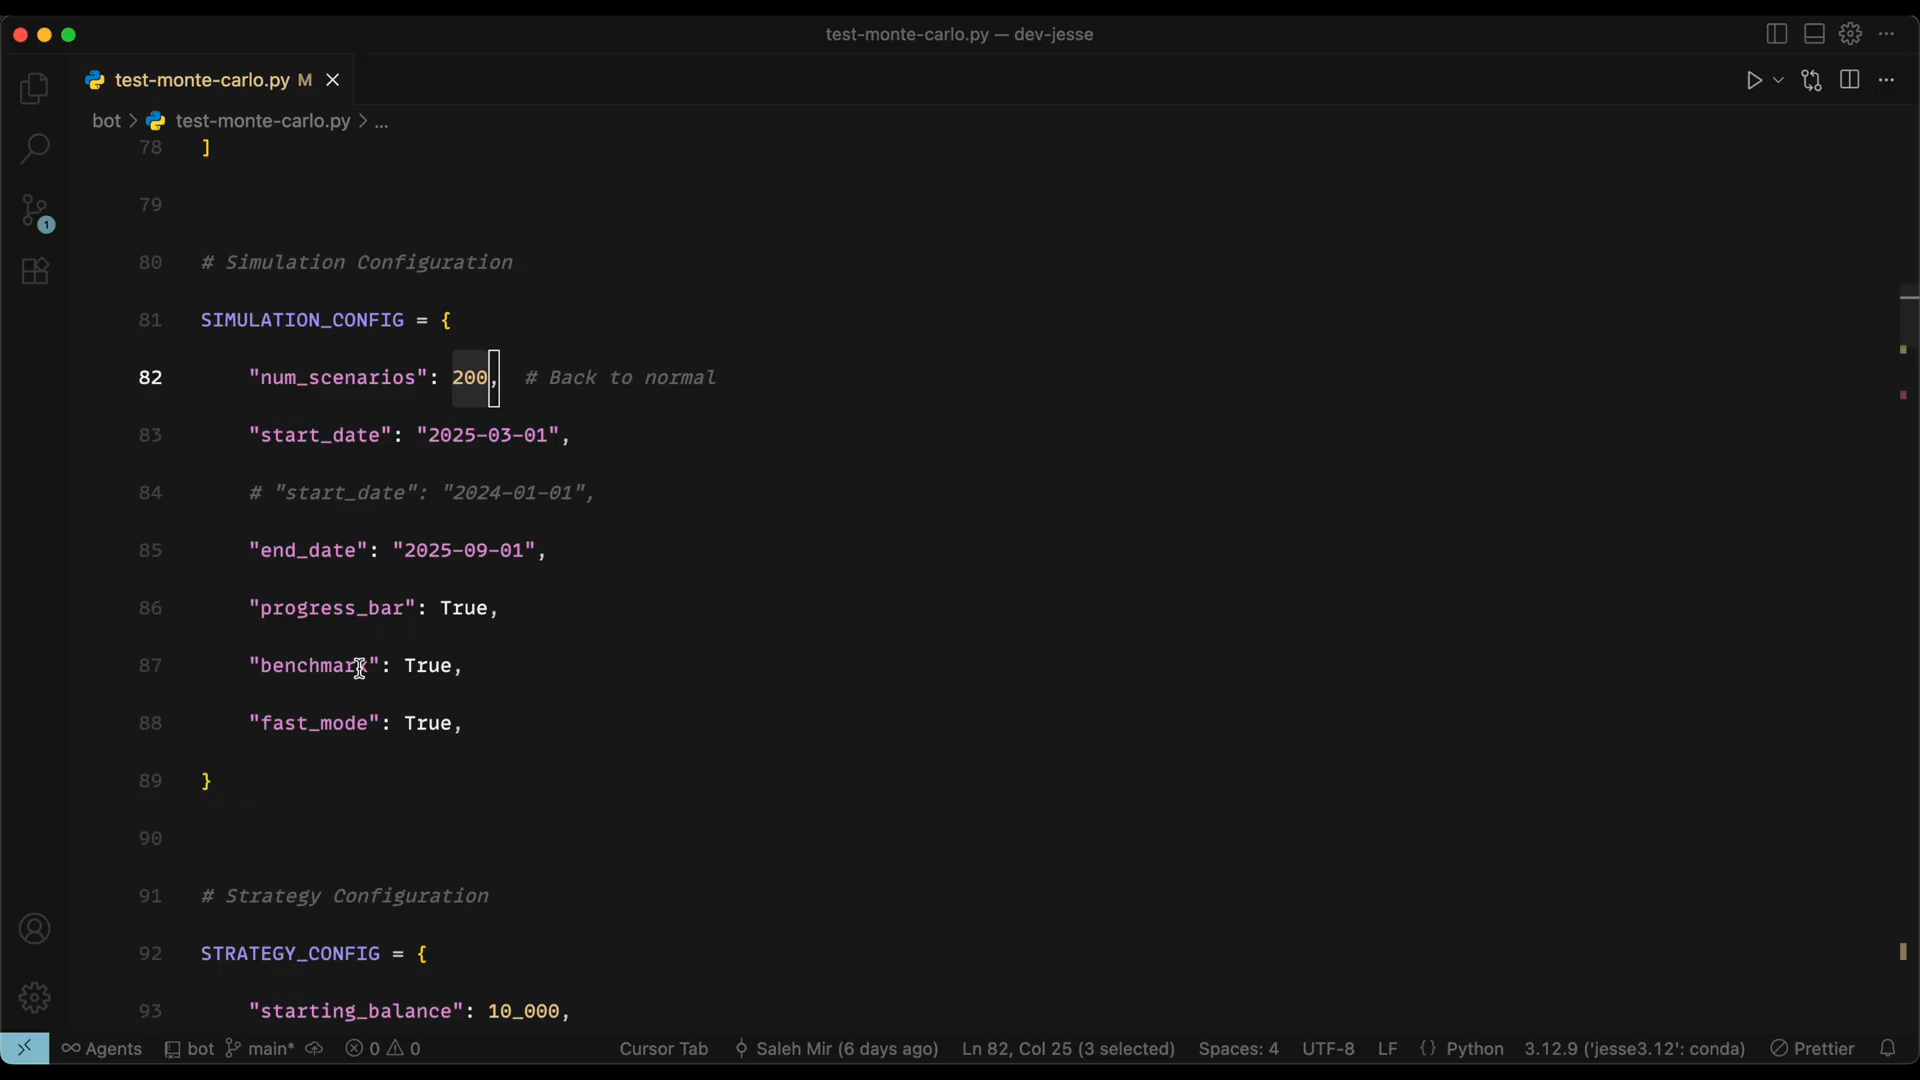 test-monte-carlo.py — dev-jesse
test-monte-carlo.py M
bot > test-monte-carlo.py > ...
78 ]
79
80 # Simulation Configuration
81 SIMULATION_CONFIG = {
82 "num_scenarios": 200, # Back to normal
83 "start_date": "2025-03-01",
84 # "start_date": "2024-01-01",
85 "end_date": "2025-09-01",
86 "progress_bar": True,
87 "benchmark": True,
88 "fast_mode": True,
89 }
90
91 # Strategy Configuration
92 STRATEGY_CONFIG = {
93 "starting_balance": 10_000,
1
Agents bot main* 0 0 Cursor Tab Saleh Mir (6 days ago) Ln 82, Col 25 (3 selected) Spaces: 4 UTF-8 LF {} Python 3.12.9 ('jesse3.12': conda) Prettier